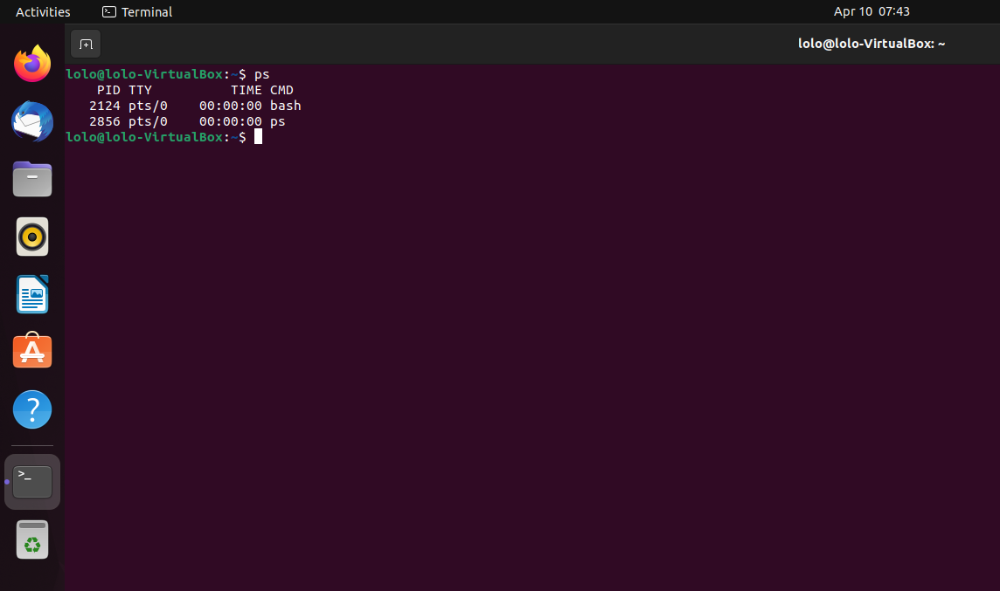 Activities Terminal Apr 10 07:43
lolo@lolo-VirtualBox: ~
lolo@lolo-VirtualBox:~$ ps
    PID TTY          TIME CMD
   2124 pts/0    00:00:00 bash
   2856 pts/0    00:00:00 ps
lolo@lolo-VirtualBox:~$